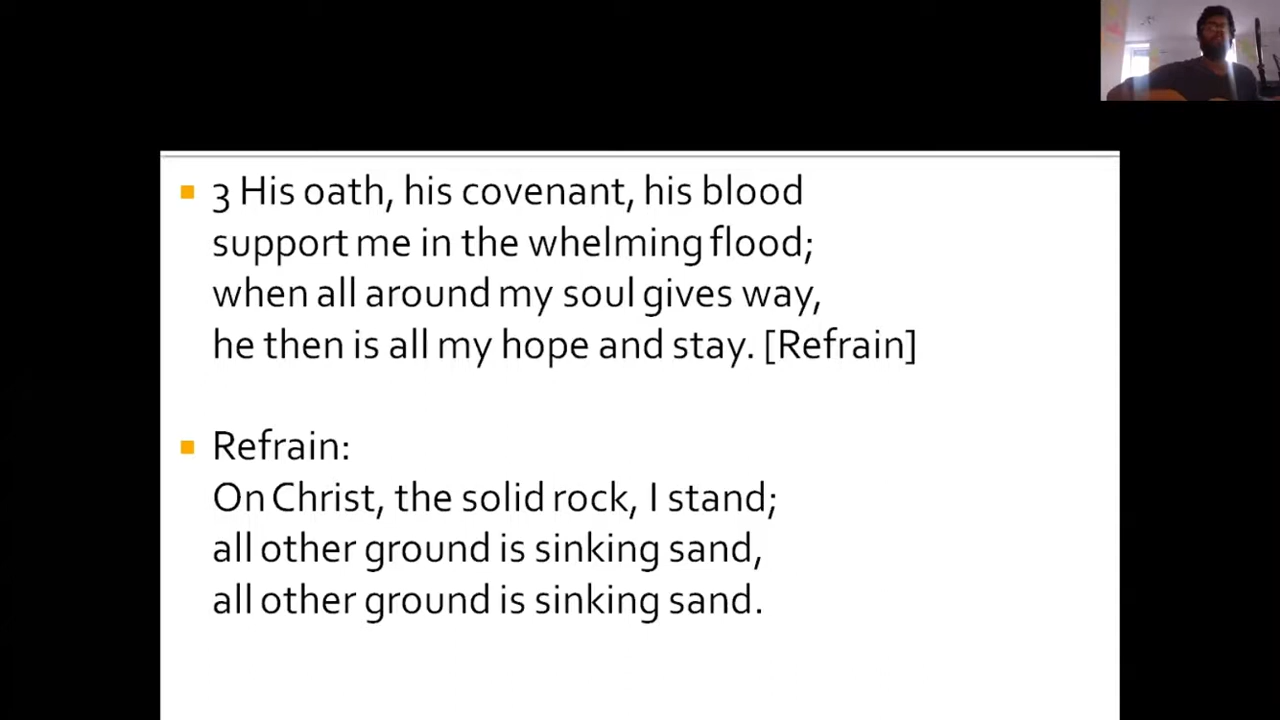 3 His oath, his covenant, his blood
support me in the whelming flood;
when all around my soul gives way,
he then is all my hope and stay. [Refrain]
Refrain:
On Christ, the solid rock, I stand;
all other ground is sinking sand,
all other ground is sinking sand.